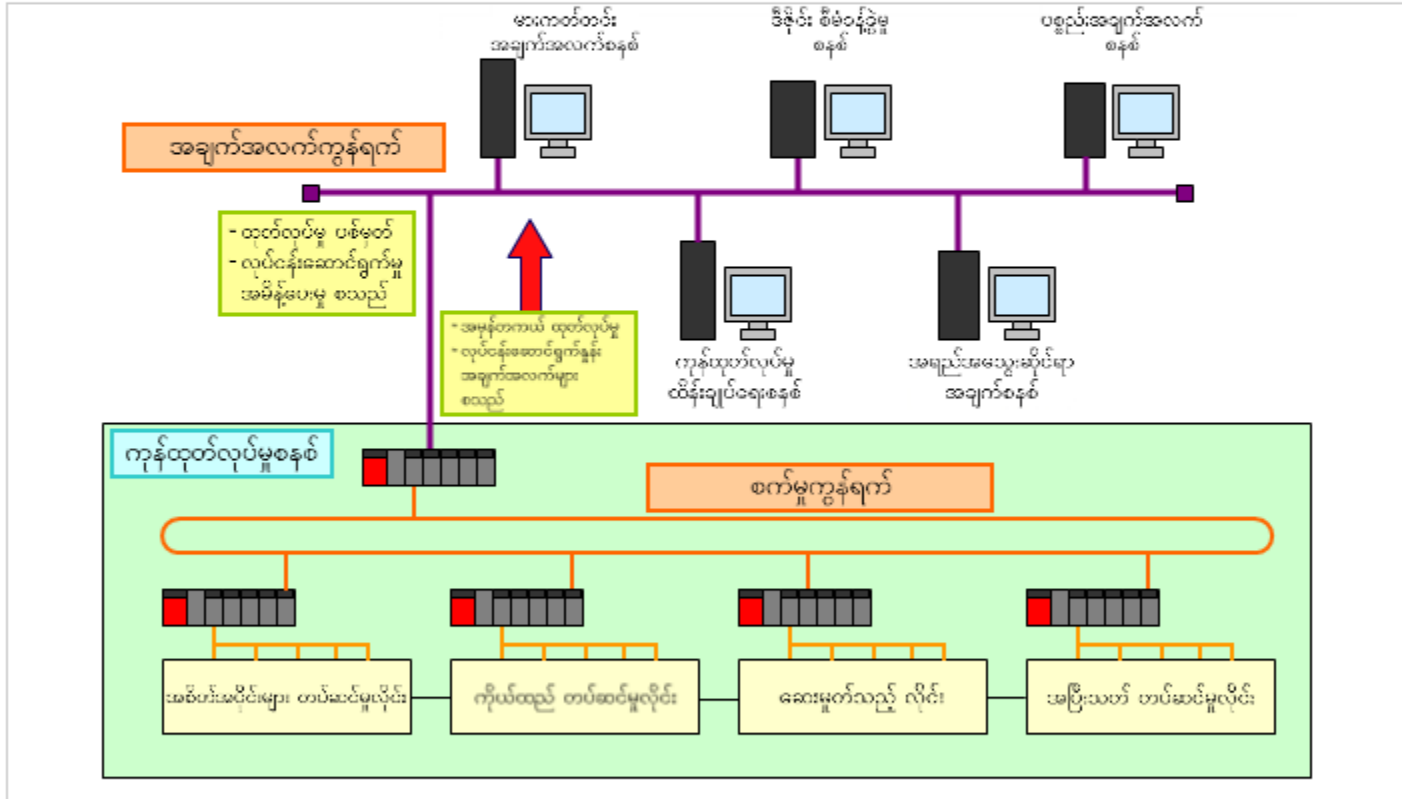 မားကတ်တင်း
အချက်အလက်စနစ်
ဒီဇိုင်း စီမံခန့်ခွဲမှု
စနစ်
ပစ္စည်းအချက်အလက်
စနစ်
အချက်အလက်ကွန်ရက်
- ထုတ်လုပ်မှု ပစ်မှတ်
- လုပ်ငန်းဆောင်ရွက်မှု
အမိန့်ပေးမှု စသည်
- အမှန်တကယ် ထုတ်လုပ်မှု
- လုပ်ငန်းဆောင်ရွက်နှုန်း
အချက်အလက်များ
စသည်
ကုန်ထုတ်လုပ်မှု
ထိန်းချုပ်ရေးစနစ်
အရည်အသွေးဆိုင်ရာ
အချက်စနစ်
ကုန်ထုတ်လုပ်မှုစနစ်
စက်မှုကွန်ရက်
အစိတ်အပိုင်းများ တပ်ဆင်မှုလိုင်း
ကိုယ်ထည် တပ်ဆင်မှုလိုင်း
ဆေးမှုတ်သည့် လိုင်း
အပြီးသတ် တပ်ဆင်မှုလိုင်း